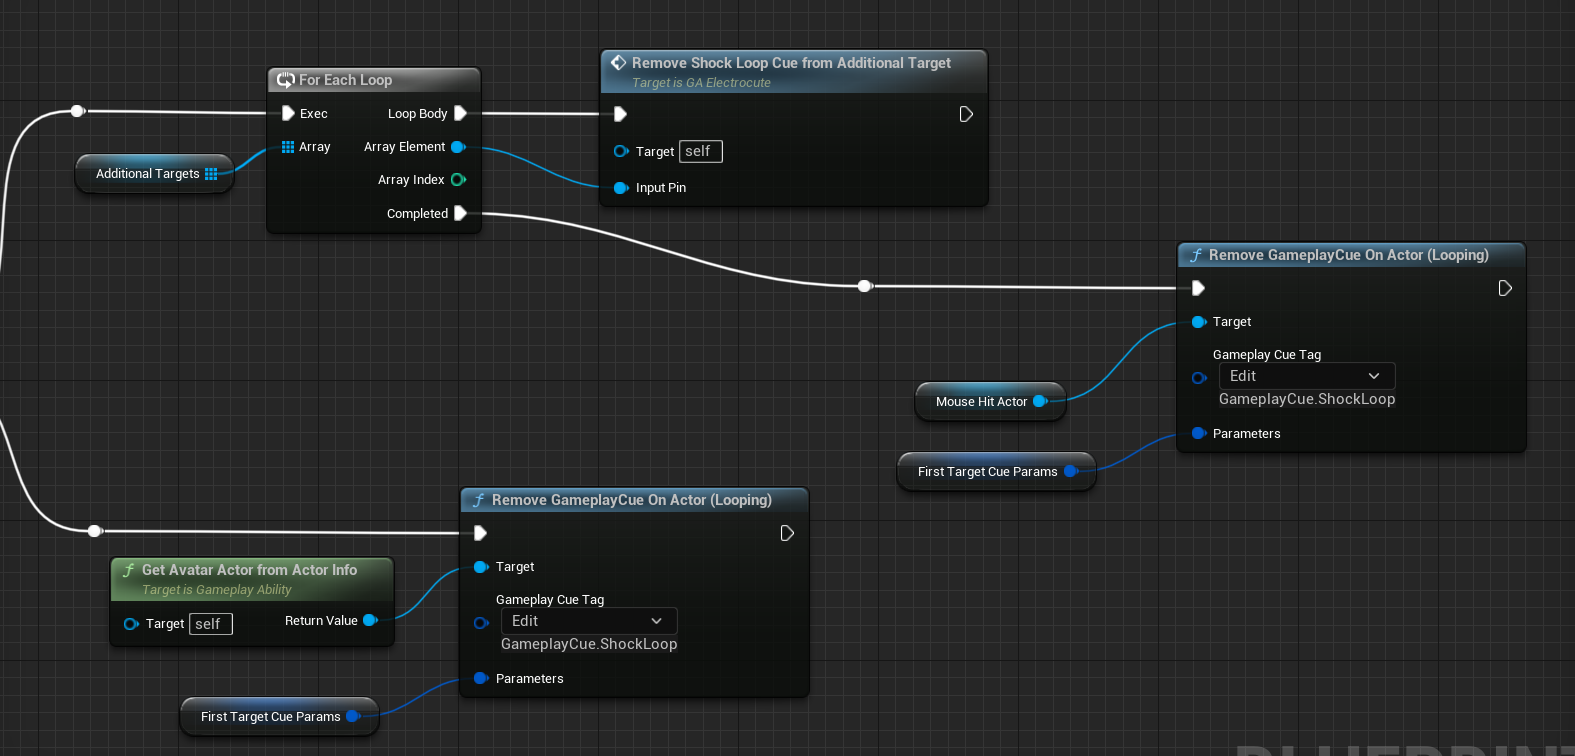 For Each Loop
Exec
Loop Body
Array
Array Element
Array Index
Completed
Additional Targets
Remove Shock Loop Cue from Additional Target
Target is GA Electrocute
Target
self
Input Pin
Remove GameplayCue On Actor (Looping)
Target
Gameplay Cue Tag
Edit
GameplayCue.ShockLoop
Parameters
Mouse Hit Actor
First Target Cue Params
Remove GameplayCue On Actor (Looping)
Target
Gameplay Cue Tag
Edit
GameplayCue.ShockLoop
Parameters
Get Avatar Actor from Actor Info
Target is Gameplay Ability
Target
self
Return Value
First Target Cue Params